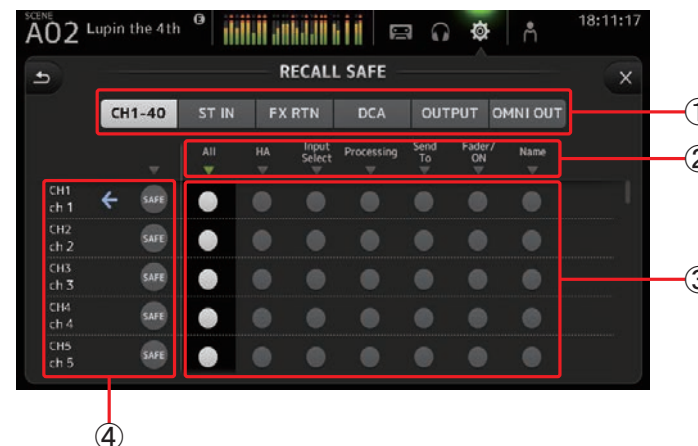 SCENE
A02 Lupin the 4th E 18:11:17
RECALL SAFE
CH1-40 ST IN FX RTN DCA OUTPUT OMNI OUT
①
All HA Input Select Processing Send To Fader/ON Name
②
CH1
ch 1 SAFE
CH2
ch 2 SAFE
CH3
ch 3 SAFE
③
CH4
ch 4 SAFE
CH5
ch 5 SAFE
④